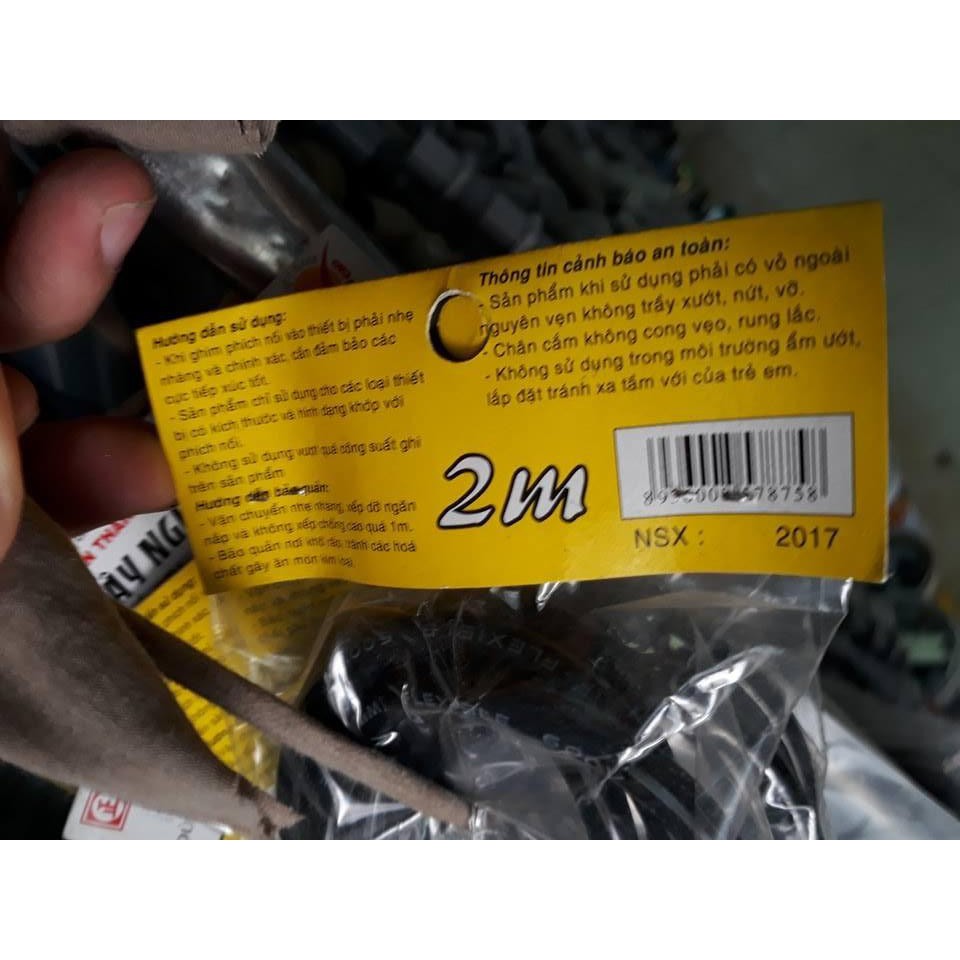 Hướng dẫn sử dụng:
- Khi ghim phích nối vào thiết bị phải nhẹ
nhàng và chính xác, cần đảm bảo các
cực tiếp xúc tốt.
- Sản phẩm chỉ sử dụng cho các loại thiết
bị có kích thước và hình dạng khớp với
phích nối.
- Không sử dụng vượt quá công suất ghi
trên sản phẩm
Hướng dẫn bảo quản:
- Vận chuyển nhẹ nhàng, xếp dỡ ngăn
nắp và không xếp chồng cao quá 1m.
- Bảo quản nơi khô ráo, tránh các hoá
chất gây ăn mòn kim loại.
Thông tin cảnh báo an toàn:
- Sản phẩm khi sử dụng phải có vỏ ngoài
nguyên vẹn không trầy xướt, nứt, vỡ.
- Chân cắm không cong vẹo, rung lắc.
- Không sử dụng trong môi trường ẩm ướt,
lắp đặt tránh xa tầm với của trẻ em.
2m
NSX : 2017